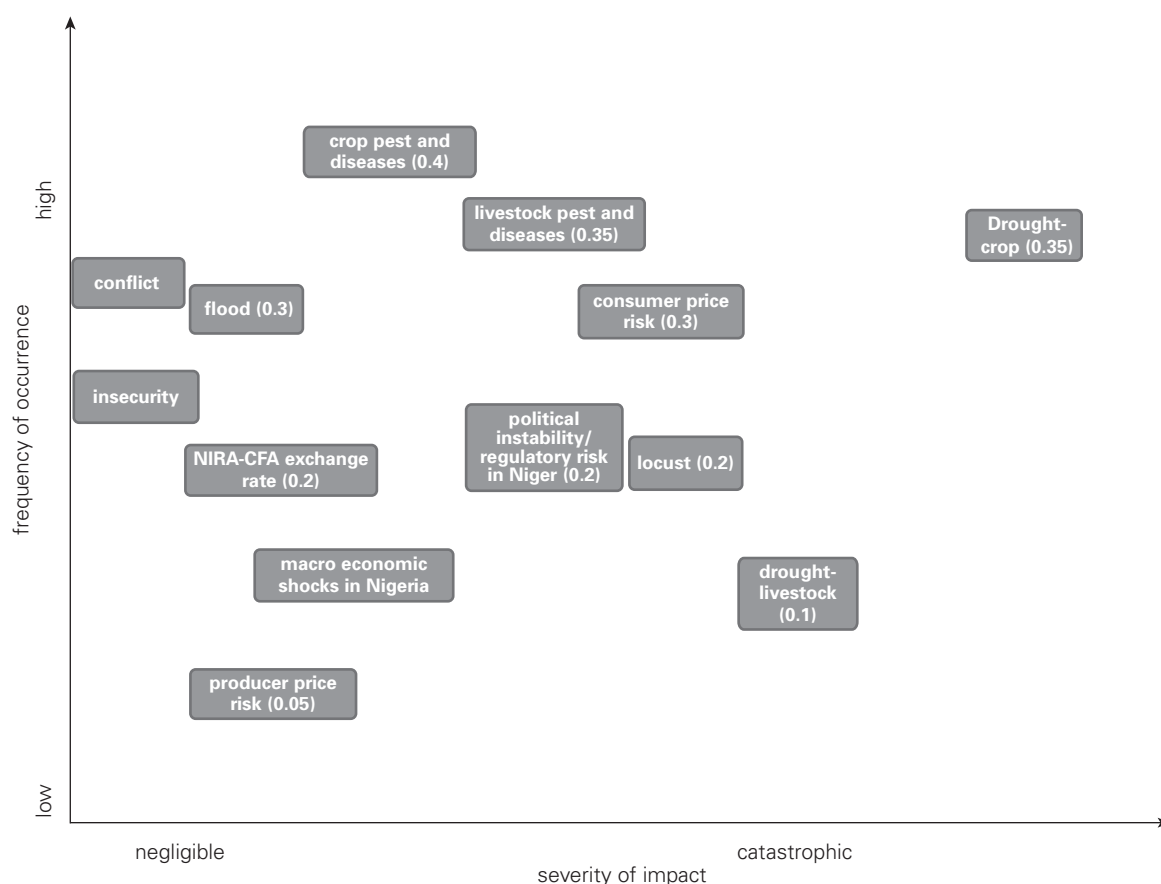 high
frequency of occurrence
low
crop pest and
diseases (0.4)
livestock pest and
diseases (0.35)
Drought-
crop (0.35)
conflict
flood (0.3)
consumer price
risk (0.3)
insecurity
political
instability/
regulatory risk
in Niger (0.2)
locust (0.2)
NIRA-CFA exchange
rate (0.2)
macro economic
shocks in Nigeria
drought-
livestock
(0.1)
producer price
risk (0.05)
negligible
catastrophic
severity of impact